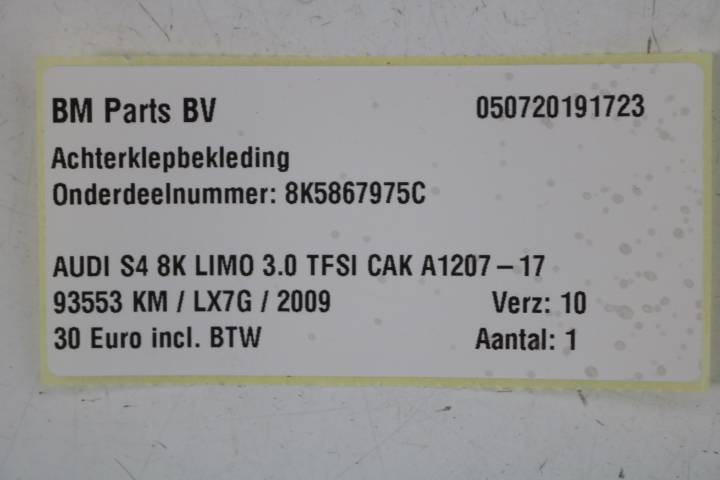 BM Parts BV 050720191723
Achterklepbekleding
Onderdeelnummer: 8K5867975C
AUDI S4 8K LIMO 3.0 TFSI CAK A1207 – 17
93553 KM / LX7G / 2009 Verz: 10
30 Euro incl. BTW Aantal: 1